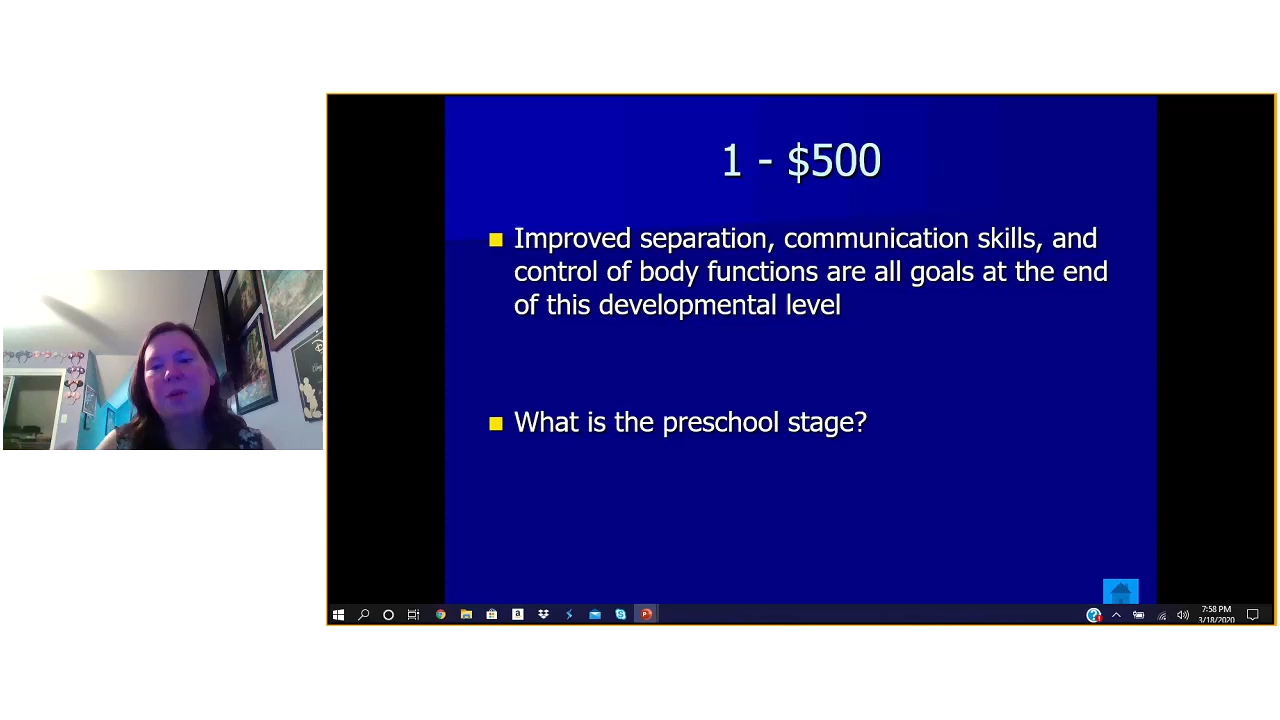 1 - $500
Improved separation, communication skills, and
control of body functions are all goals at the end
of this developmental level
What is the preschool stage?
7:58 PM
3/18/2020